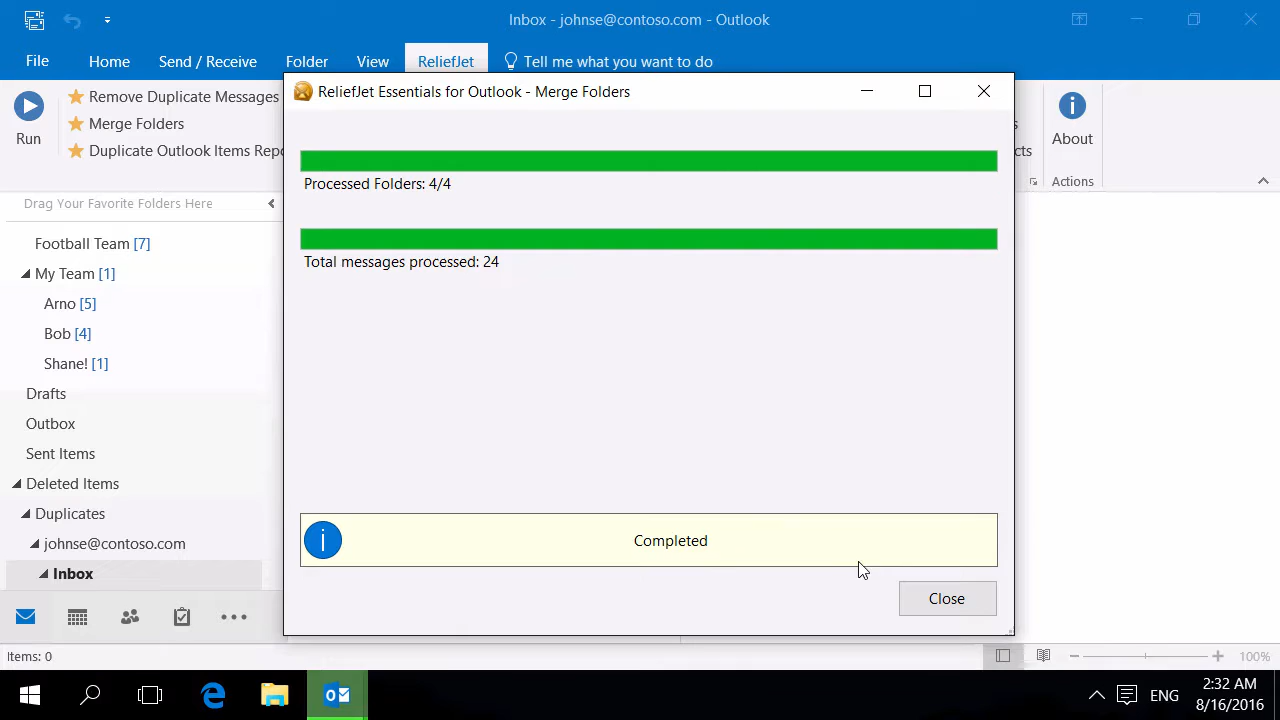 Inbox - johnse@contoso.com - Outlook
File Home Send / Receive Folder View ReliefJet Tell me what you want to do
Run
Remove Duplicate Messages
Merge Folders
Duplicate Outlook Items Repo
About
Actions
Drag Your Favorite Folders Here
Football Team [7]
My Team [1]
Arno [5]
Bob [4]
Shane! [1]
Drafts
Outbox
Sent Items
Deleted Items
Duplicates
johnse@contoso.com
Inbox
ReliefJet Essentials for Outlook - Merge Folders
Processed Folders: 4/4
Total messages processed: 24
Completed
Close
Items: 0
100%
ENG
2:32 AM
8/16/2016